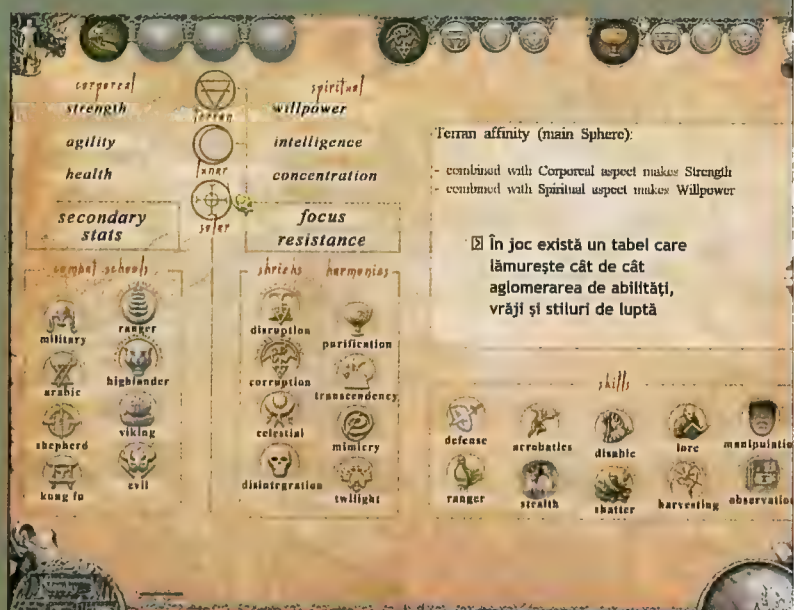 corporeal
strength
agility
health
terran
lunar
solar
spiritual
willpower
intelligence
concentration
secondary
stats
focus
resistance
combat schools
military
ranger
arabic
highlander
shepherd
viking
kong fu
evil
shrieks
harmonies
disruption
purification
corruption
transcendency
celestial
mimicry
disintegration
twilight
Terran affinity (main Sphere):
- combined with Corporeal aspect makes Strength
- combined with Spiritual aspect makes Willpower
În joc există un tabel care
lămurește cât de cât
aglomerarea de abilități,
vrăji și stiluri de luptă
skills
defense
acrobatics
disable
lore
manipulatio
ranger
stealth
shatter
harvesting
observation